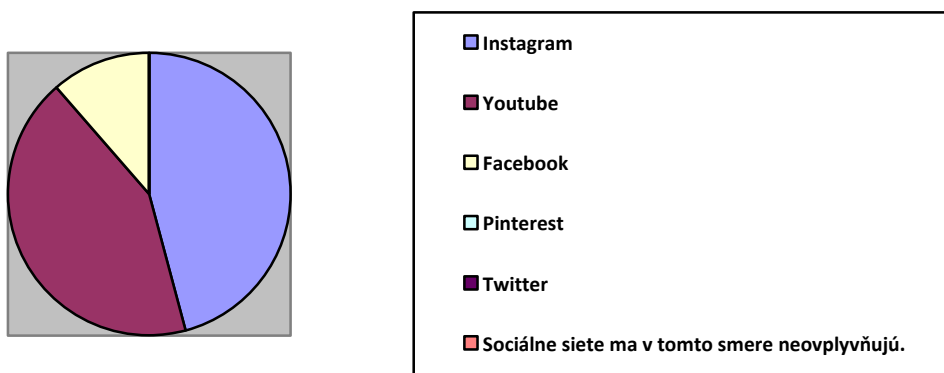 Instagram
Youtube
Facebook
Pinterest
Twitter
Sociálne siete ma v tomto smere neovplyvňujú.